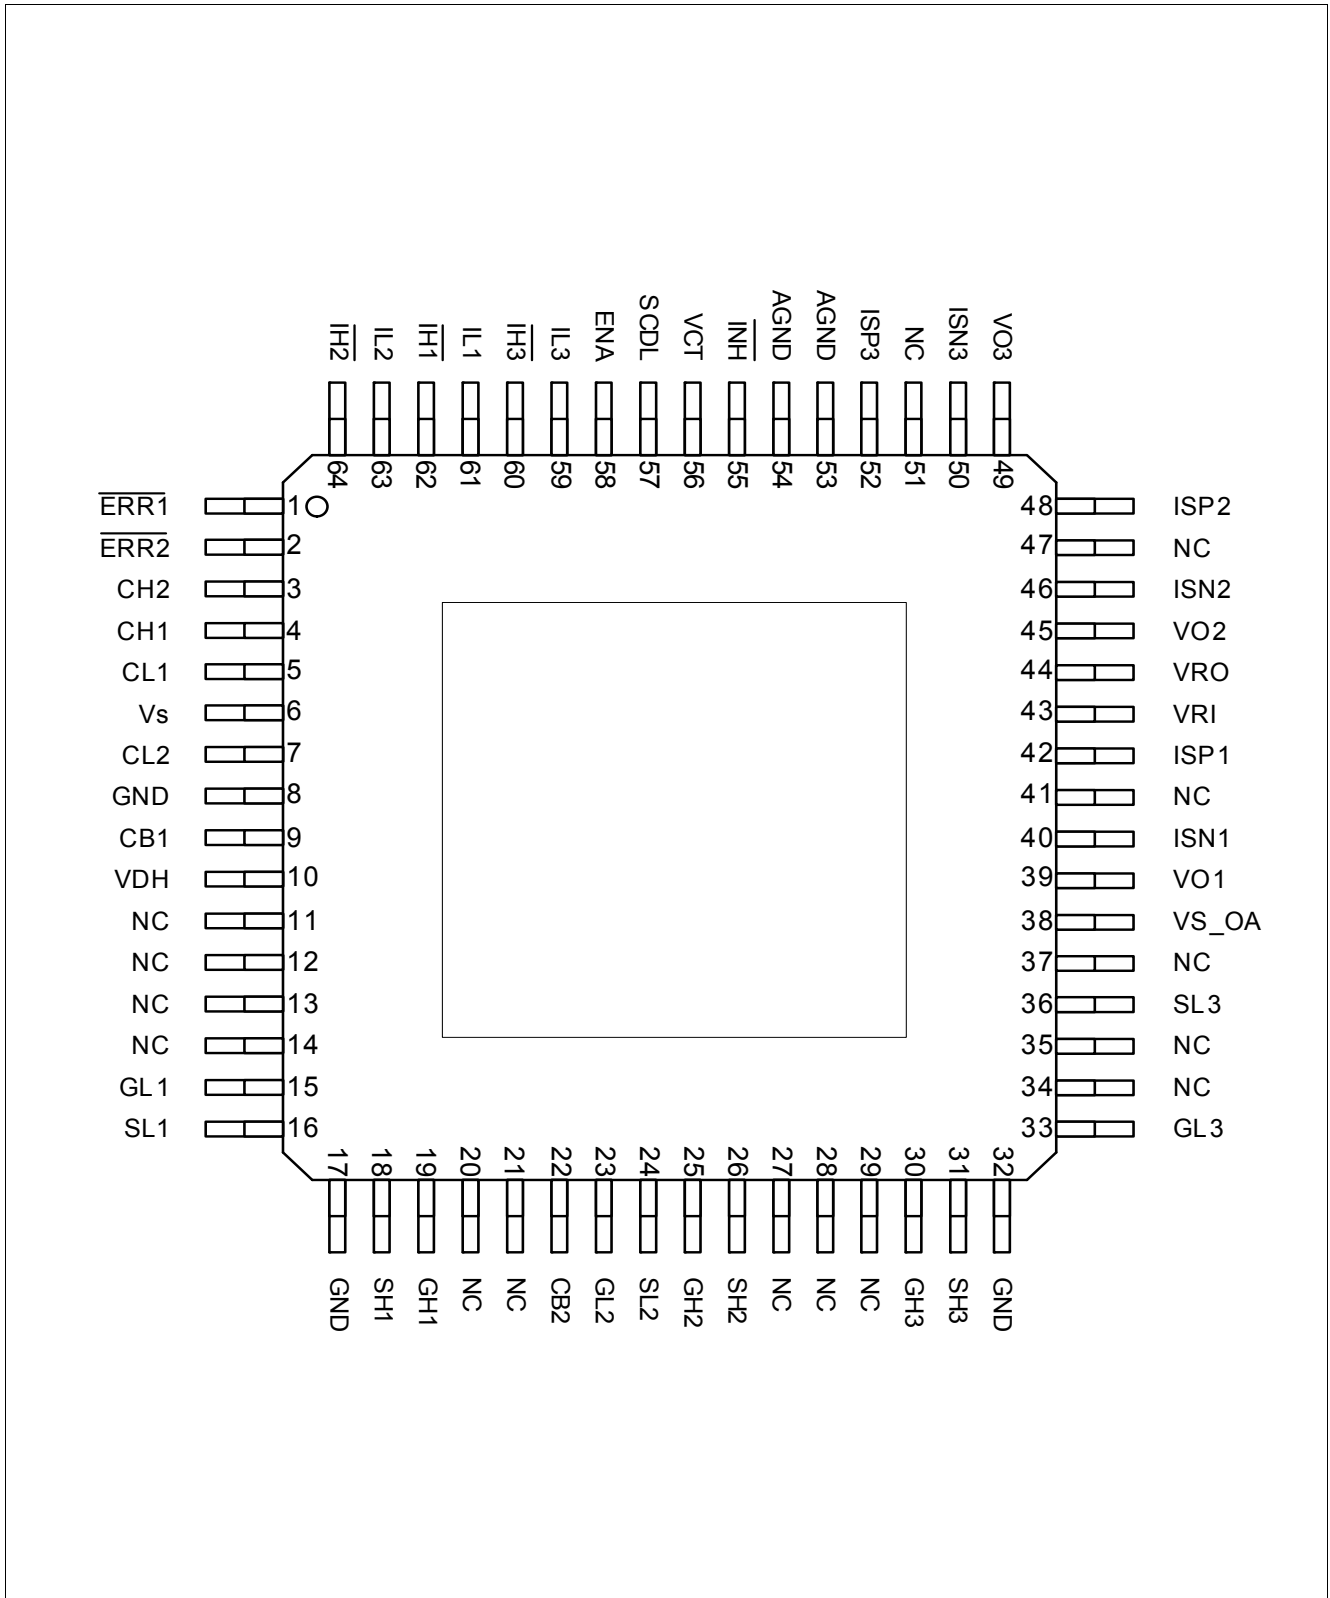 IH2
IL2
IH1
IL1
IH3
IL3
ENA
SCDL
VCT
INH
AGND
AGND
ISP3
NC
ISN3
VO3
64
63
62
61
60
59
58
57
56
55
54
53
52
51
50
49
ERR1 1
ERR2 2
CH2 3
CH1 4
CL1 5
Vs 6
CL2 7
GND 8
CB1 9
VDH 10
NC 11
NC 12
NC 13
NC 14
GL1 15
SL1 16
48 ISP2
47 NC
46 ISN2
45 VO2
44 VRO
43 VRI
42 ISP1
41 NC
40 ISN1
39 VO1
38 VS_OA
37 NC
36 SL3
35 NC
34 NC
33 GL3
17
18
19
20
21
22
23
24
25
26
27
28
29
30
31
32
GND
SH1
GH1
NC
NC
CB2
GL2
SL2
GH2
SH2
NC
NC
NC
GH3
SH3
GND